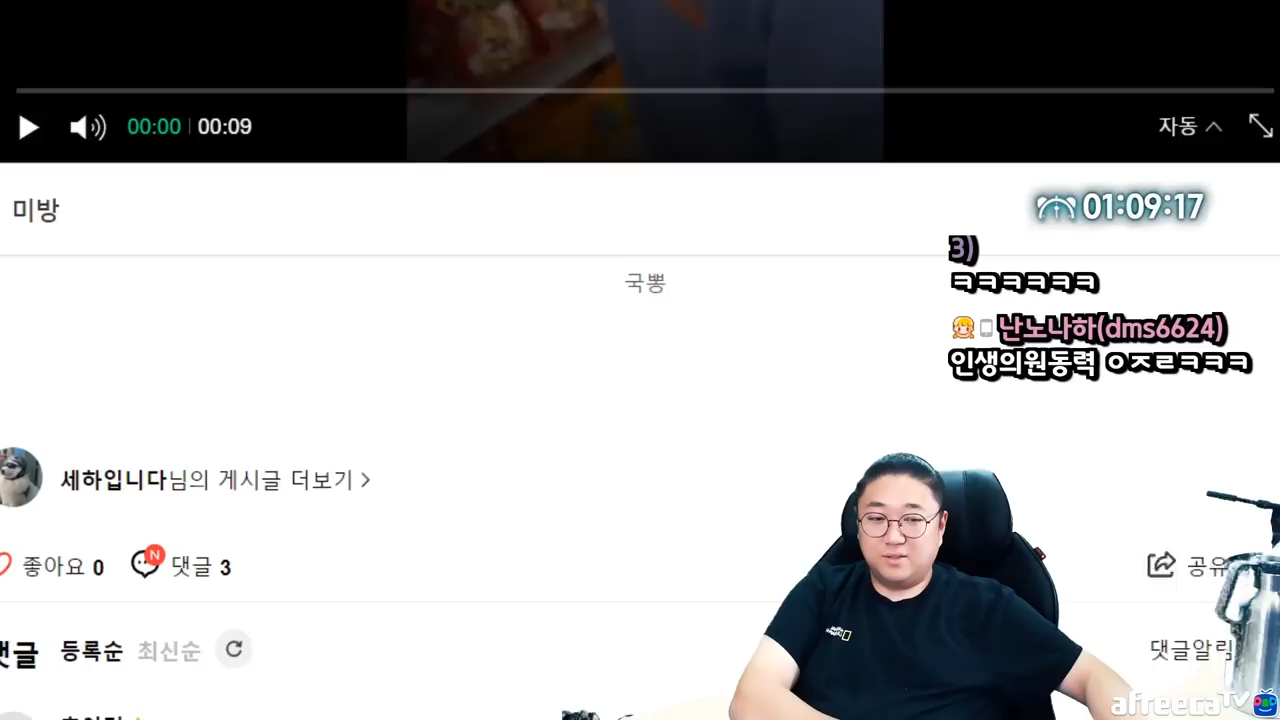 00:00 00:09
자동
미방
01:09:17
3)
국뽕
ㅋㅋㅋㅋㅋㅋ
난노나하(dms6624)
인생의원동력 ㅇㅈㄹㅋㅋㅋ
세하입니다님의 게시글 더보기
좋아요 0
N
댓글 3
공유
댓글 등록순 최신순
댓글알림
afreecaTV